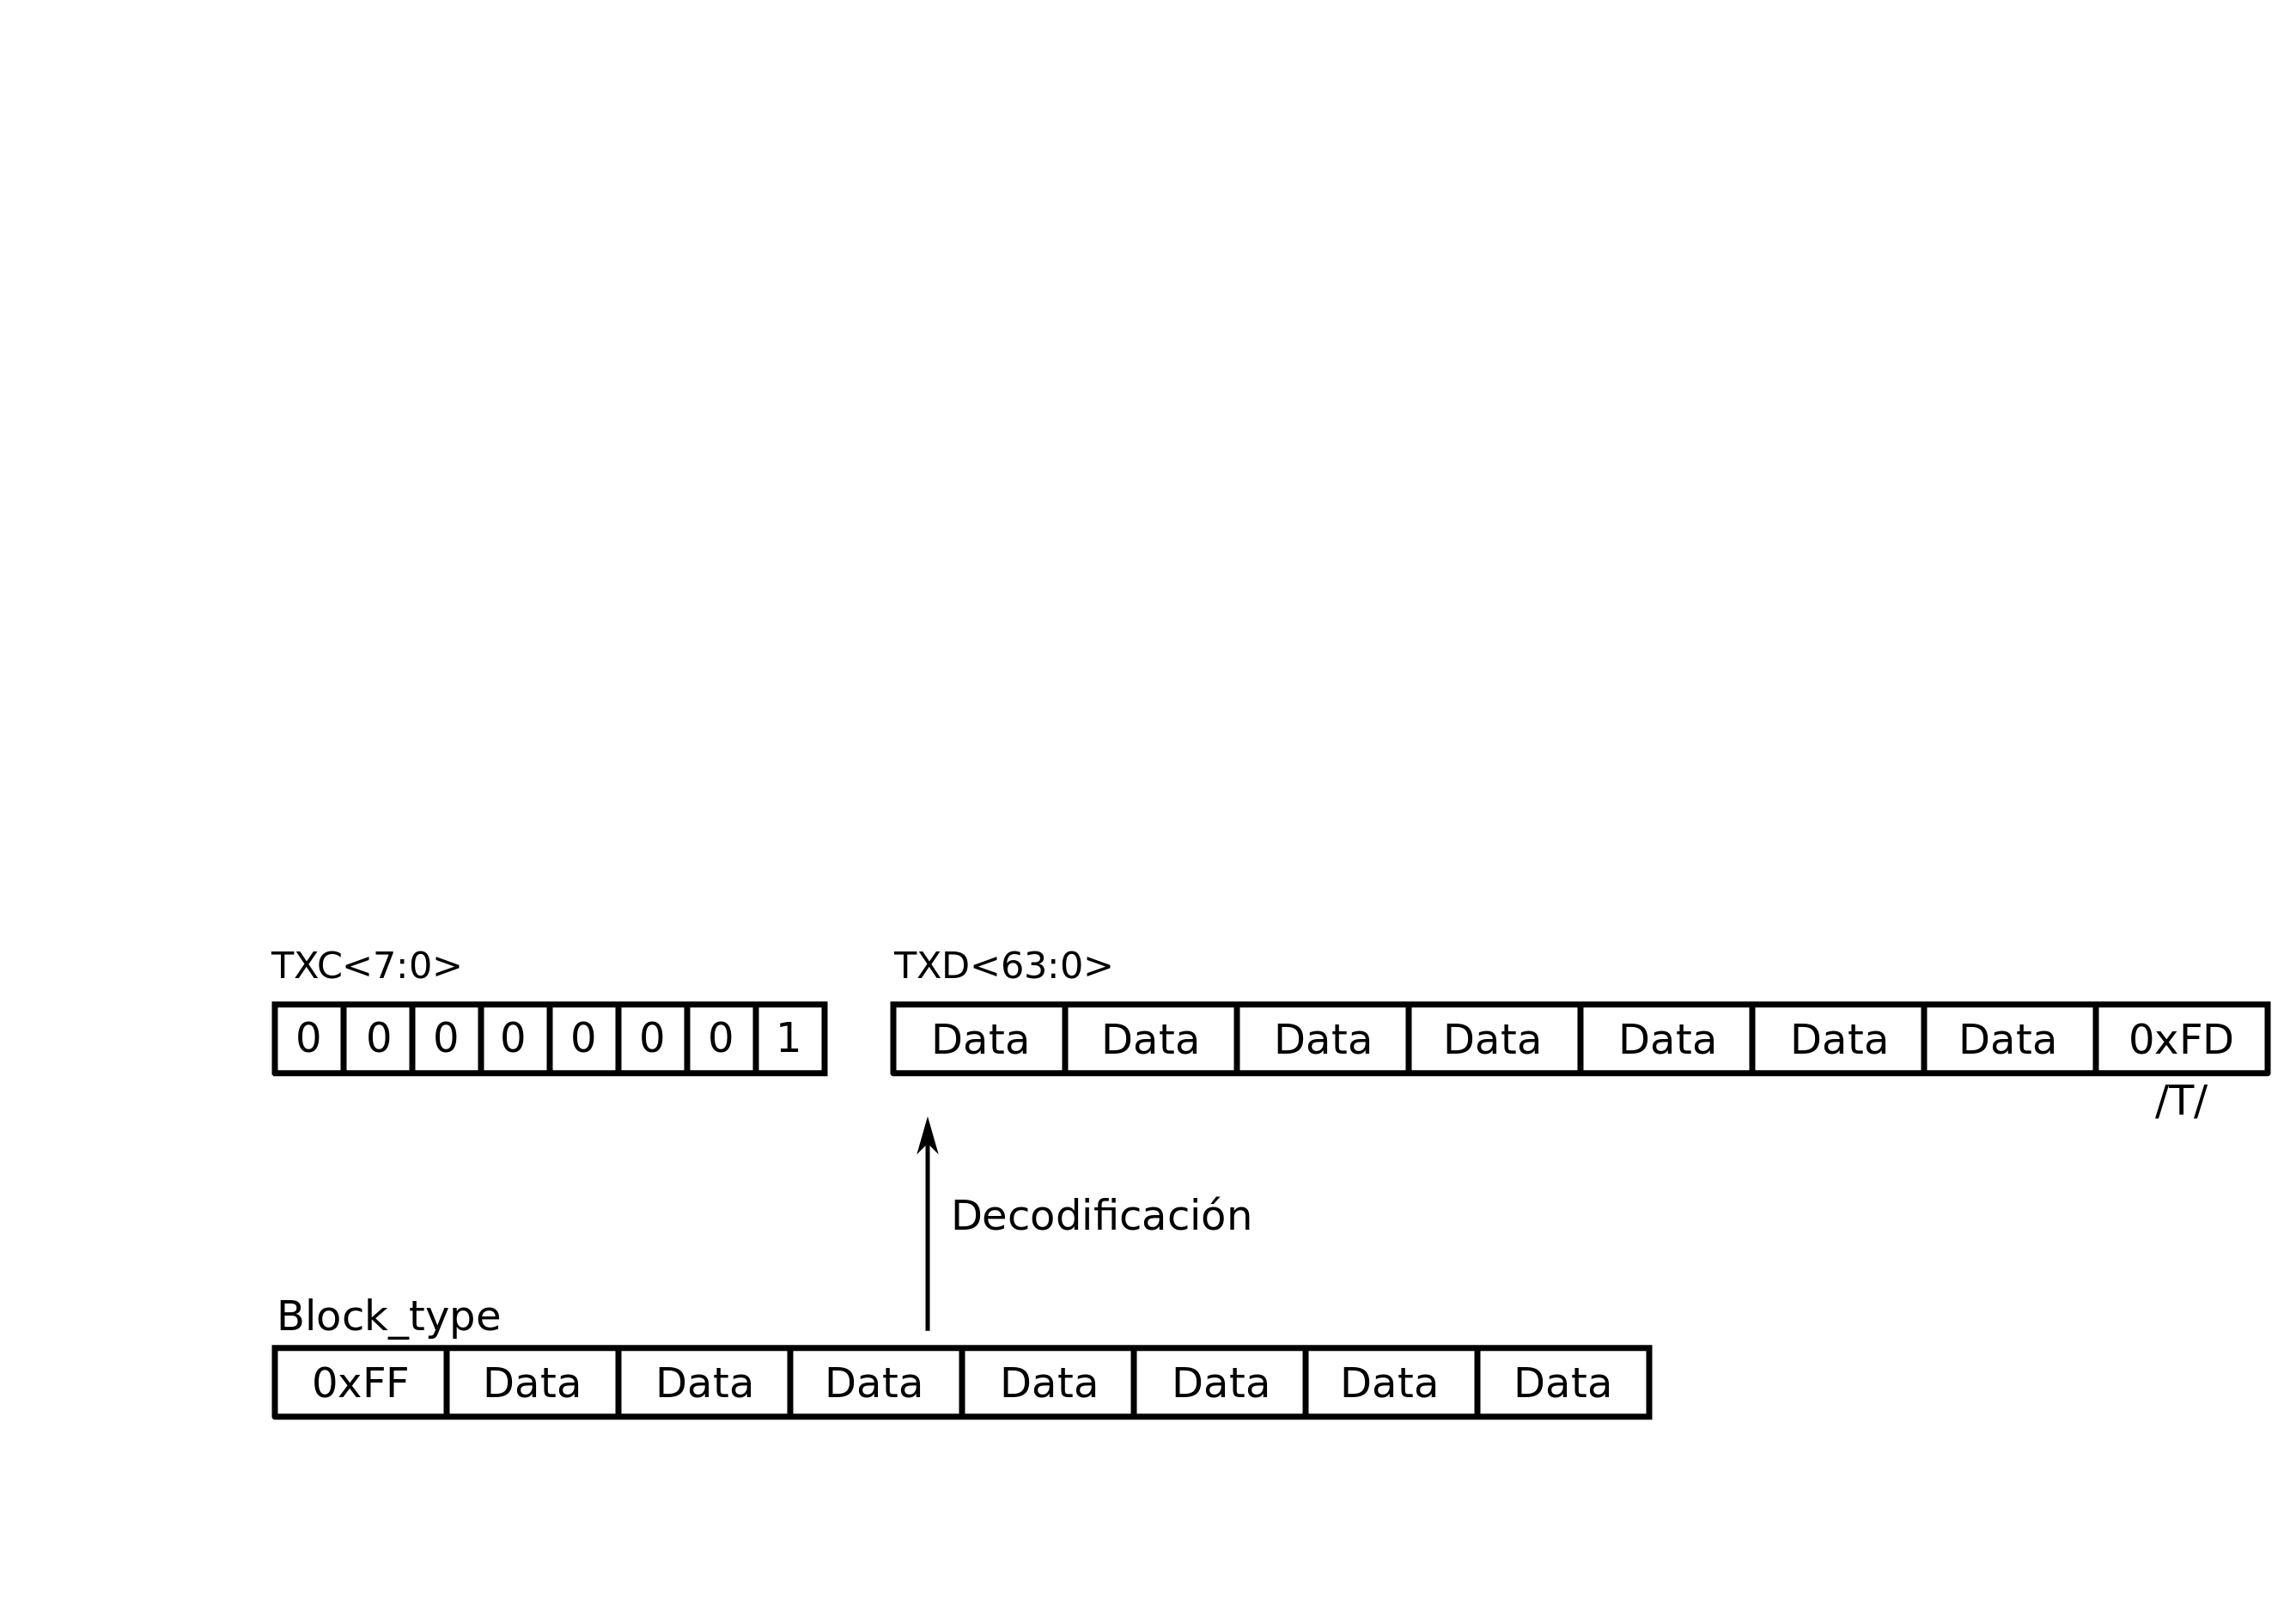 TXC<7:0> TXD<63:0>
0 0 0 0 0 0 0 1 Data Data Data Data Data Data Data 0xFD
/T/
Decodificación
Block_type
0xFF Data Data Data Data Data Data Data